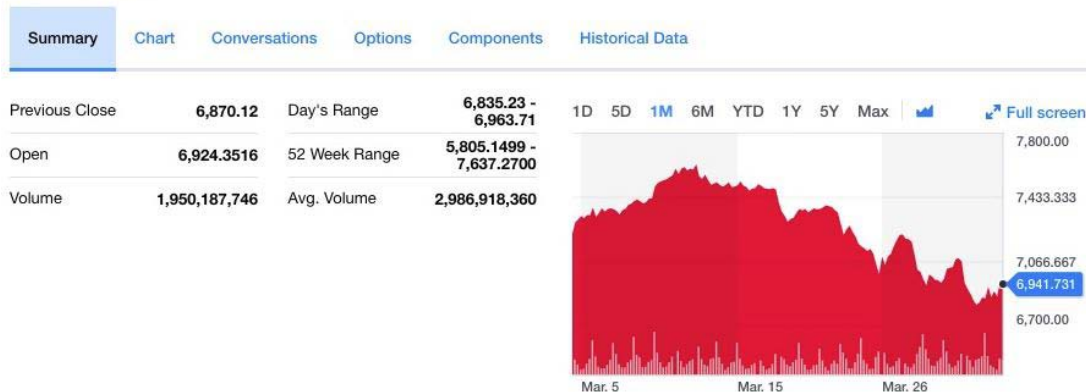 Summary Chart Conversations Options Components Historical Data
Previous Close 6,870.12
Open 6,924.3516
Volume 1,950,187,746
Day's Range 6,835.23 -
6,963.71
52 Week Range 5,805.1499 -
7,637.2700
Avg. Volume 2,986,918,360
1D 5D 1M 6M YTD 1Y 5Y Max Full screen
7,800.00
7,433.333
7,066.667
6,941.731
6,700.00
Mar. 5 Mar. 15 Mar. 26